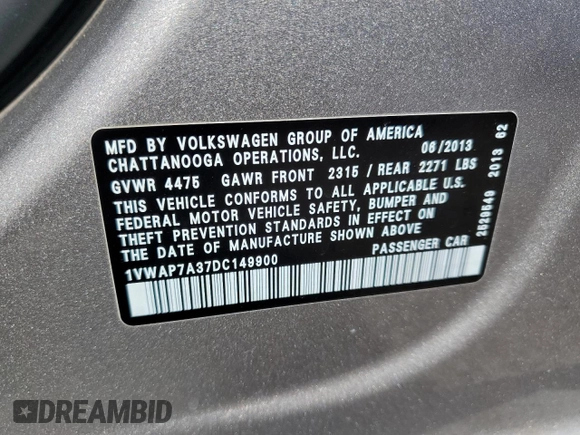 MFD BY VOLKSWAGEN GROUP OF AMERICA
CHATTANOOGA OPERATIONS, LLC. 06/2013
GVWR 4475 GAWR FRONT 2315 / REAR 2271 LBS
THIS VEHICLE CONFORMS TO ALL APPLICABLE U.S.
FEDERAL MOTOR VEHICLE SAFETY, BUMPER AND
THEFT PREVENTION STANDARDS IN EFFECT ON
THE DATE OF MANUFACTURE SHOWN ABOVE
1VWAP7A37DC149900 PASSENGER CAR
2529549 2013 62
DREAMBID